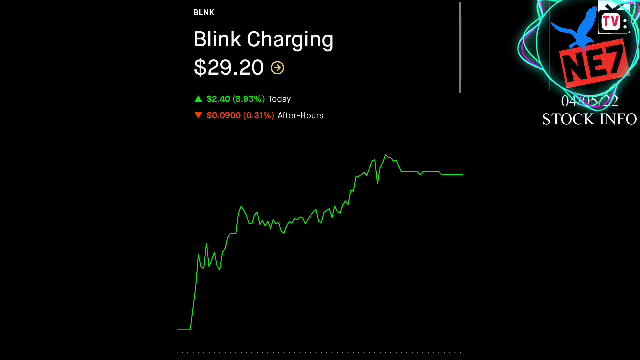 BLNK
Blink Charging
$29.20
▲ $2.40 (8.93%) Today
▼ $0.0900 (0.31%) After-Hours
TV
NE7
04/05/22
STOCK INFO